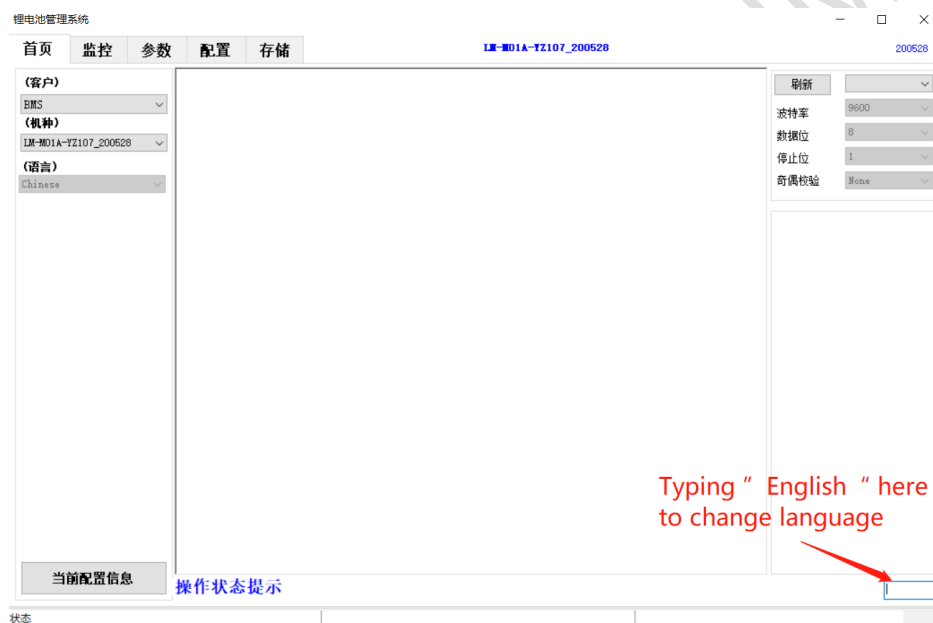 锂电池管理系统
首页 监控 参数 配置 存储
LM-M01A-YZ107_200528
200528
(客户)
BMS
(机种)
LM-M01A-YZ107_200528
(语言)
Chinese
刷新
波特率 9600
数据位 8
停止位 1
奇偶校验 None
Typing ” English “ here
to change language
当前配置信息
操作状态提示
状态